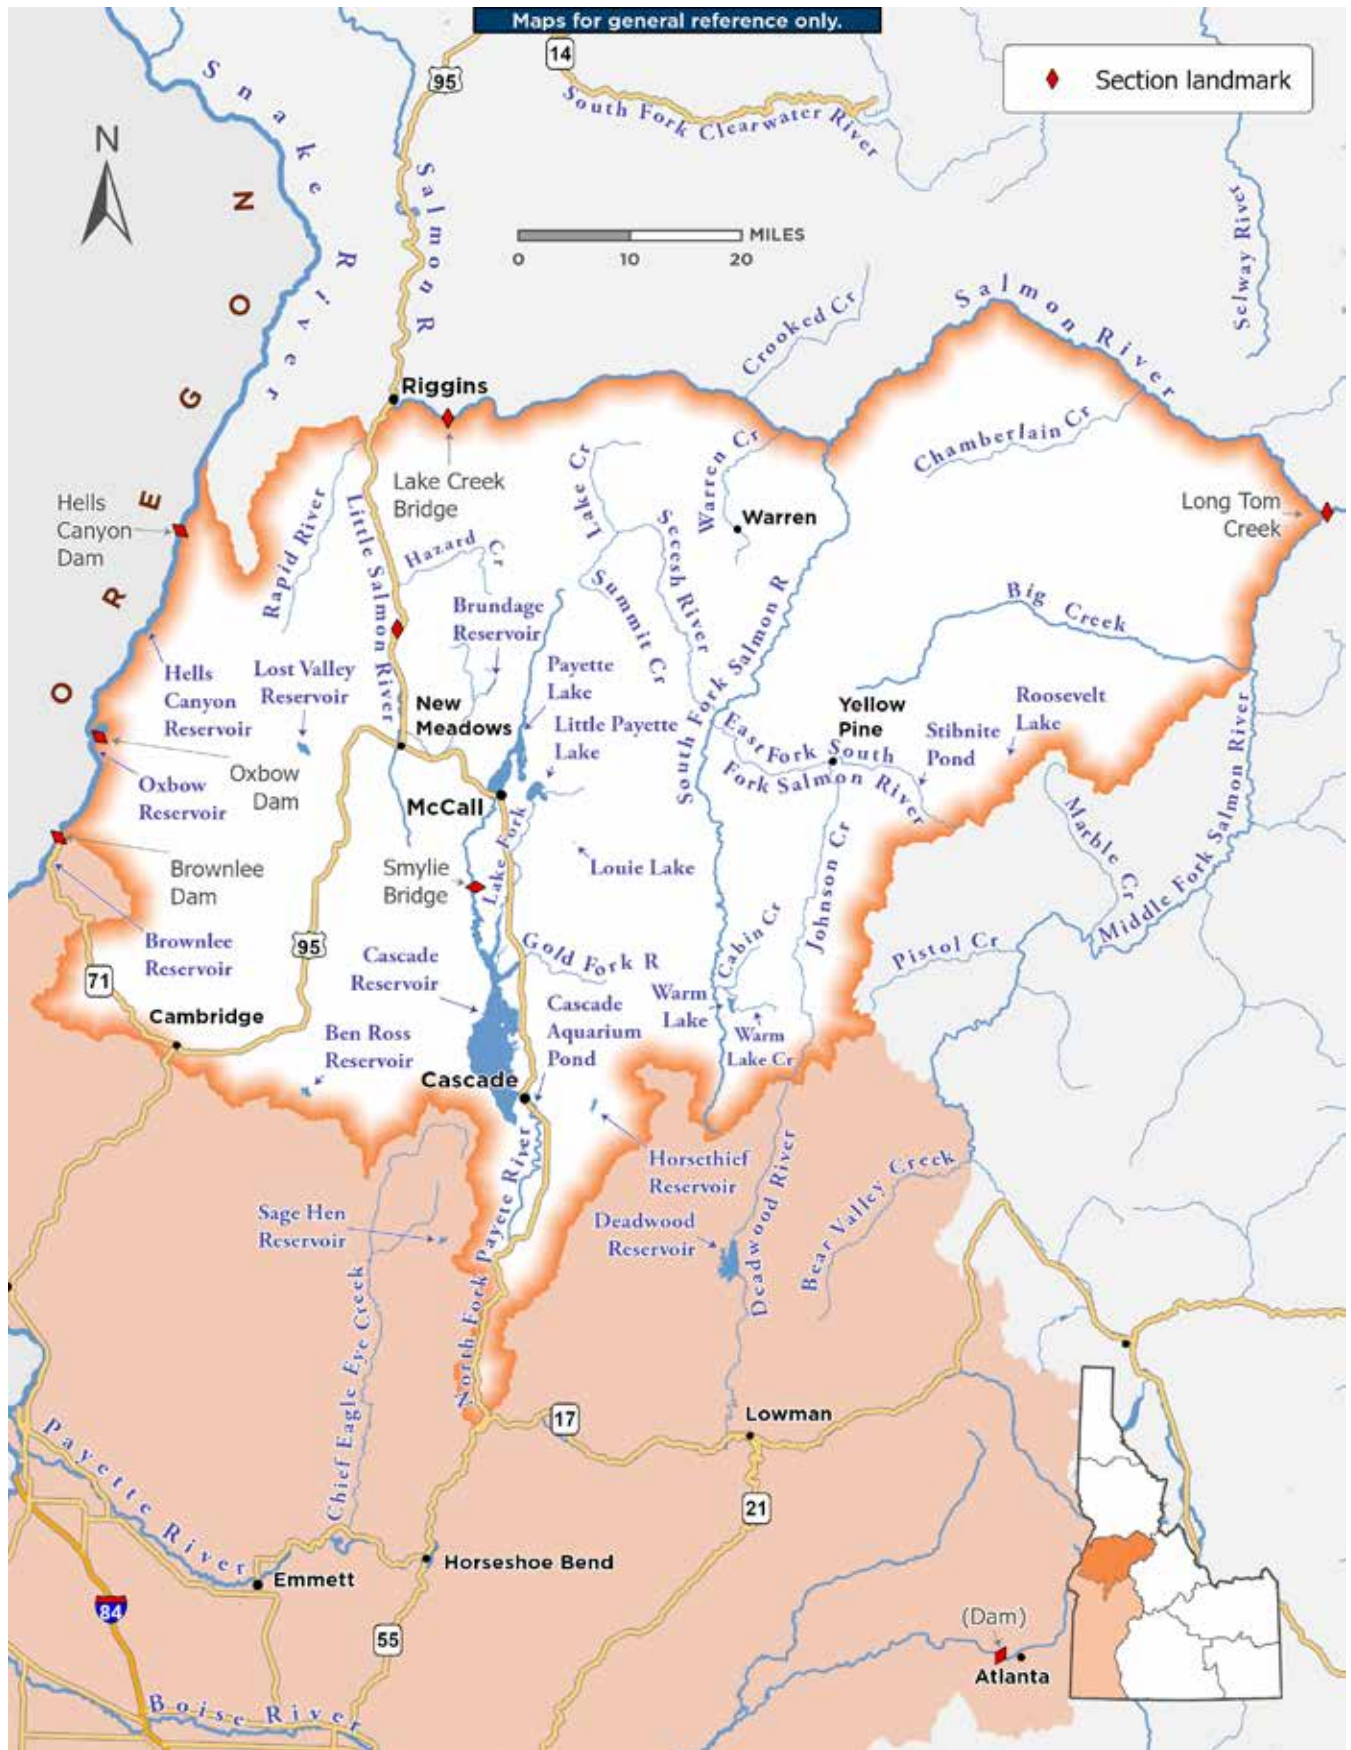 Maps for general reference only.
14
95
Section landmark
South Fork Clearwater River
Snake River
N
OREGON
Salmon R
Selway River
MILES
0 10 20
Salmon River
Crooked Cr
Riggins
Chamberlain Cr
Lake Creek
Bridge
Lake Cr
Warren Cr
Warren
Long Tom
Creek
Hells
Canyon
Dam
Rapid River
Little Salmon River
Hazard Cr
Secesh River
Summit Cr
South Fork Salmon R
Big Creek
Brundage
Reservoir
Hells
Canyon
Reservoir
Lost Valley
Reservoir
Payette
Lake
New
Meadows
Little Payette
Lake
Yellow
Pine
Roosevelt
Lake
Stibnite
Pond
East Fork South
Fork Salmon River
Oxbow
Dam
Oxbow
Reservoir
McCall
Lake Fork
Marble Cr
Middle Fork Salmon River
Brownlee
Dam
Smylie
Bridge
Louie Lake
Johnson Cr
Cabin Cr
Pistol Cr
Brownlee
Reservoir
95
71
Cascade
Reservoir
Gold Fork R
Warm
Lake
Cascade
Aquarium
Pond
Warm
Lake Cr
Cambridge
Ben Ross
Reservoir
Cascade
Horsethief
Reservoir
Deadwood River
Bear Valley Creek
Sage Hen
Reservoir
Deadwood
Reservoir
North Fork Payete River
Chief Eagle Eye Creek
17
Lowman
Payette River
21
Horseshoe Bend
Emmett
84
55
(Dam)
Atlanta
Boise River